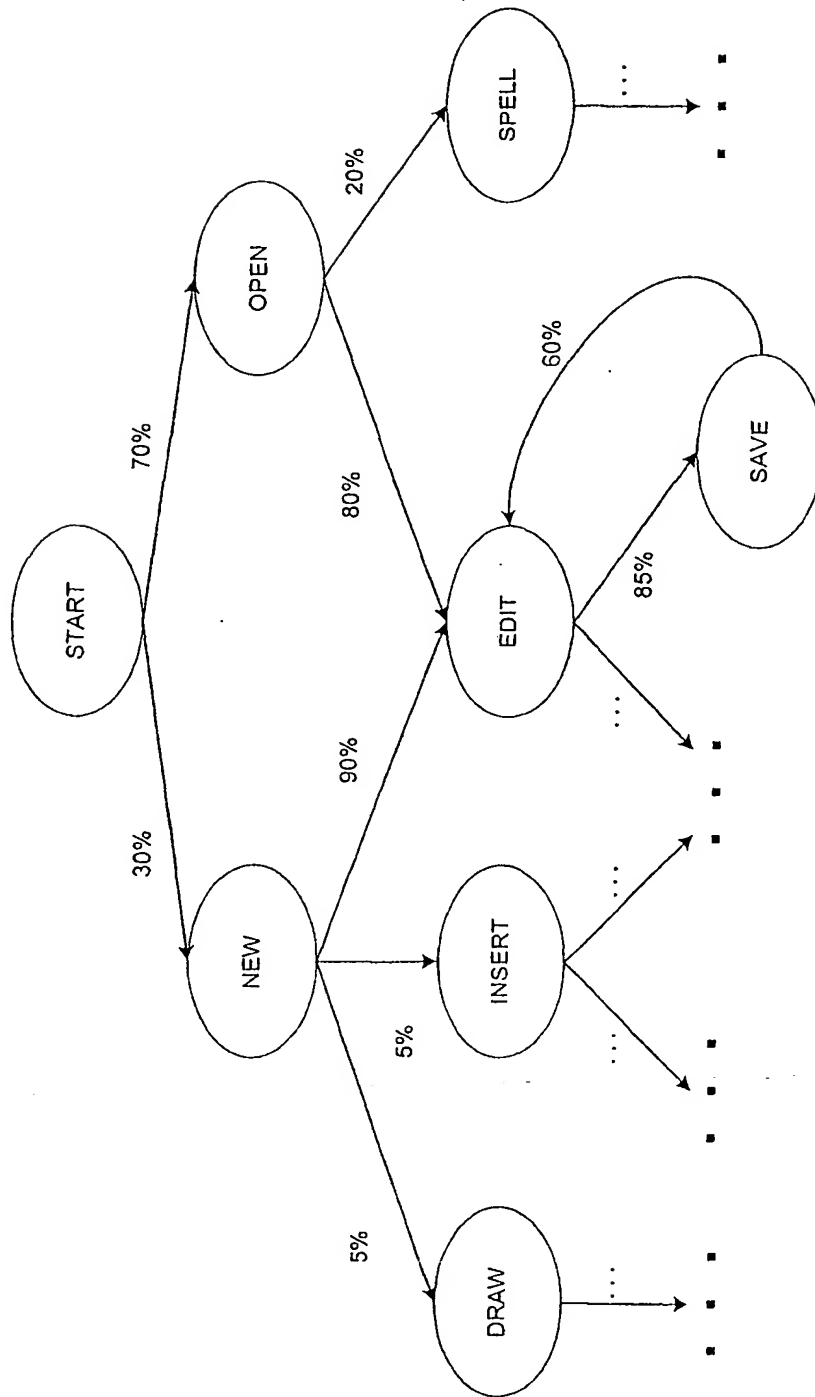 START
30%
70%
NEW
OPEN
5%
5%
90%
80%
20%
DRAW
INSERT
EDIT
SPELL
...
...
...
...
85%
60%
...
SAVE